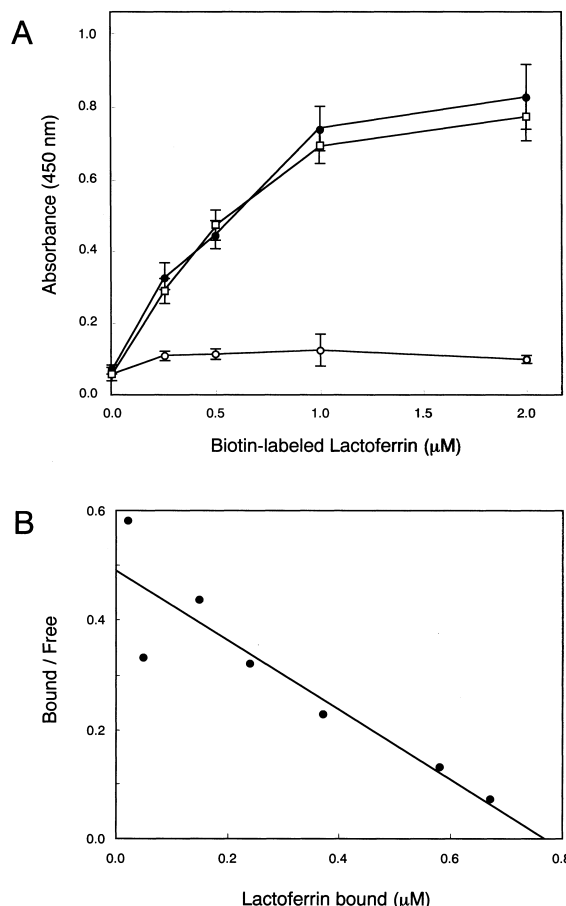 A
1.0
0.8
0.6
0.4
0.2
0.0
Absorbance (450 nm)
0.0 0.5 1.0 1.5 2.0
Biotin-labeled Lactoferrin (μM)
B
0.6
0.4
0.2
0.0
Bound / Free
0.0 0.2 0.4 0.6 0.8
Lactoferrin bound (μM)